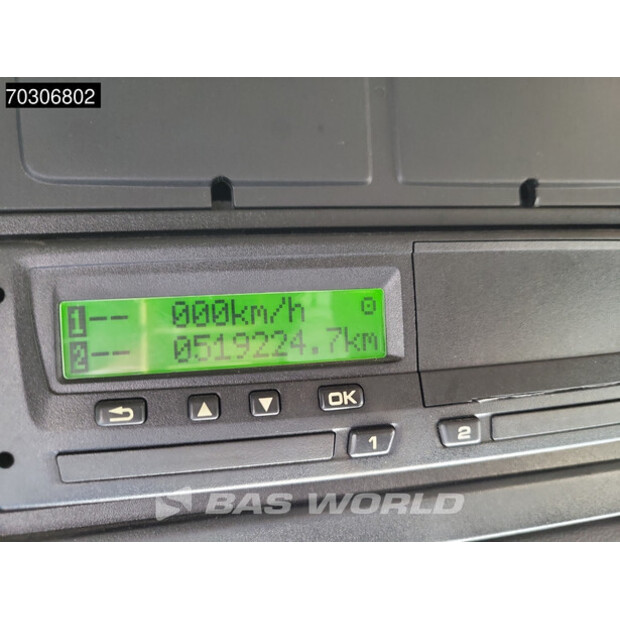 70306802
1-- 000km/h
2-- 0519224.7km
OK
1
2
BAS WORLD